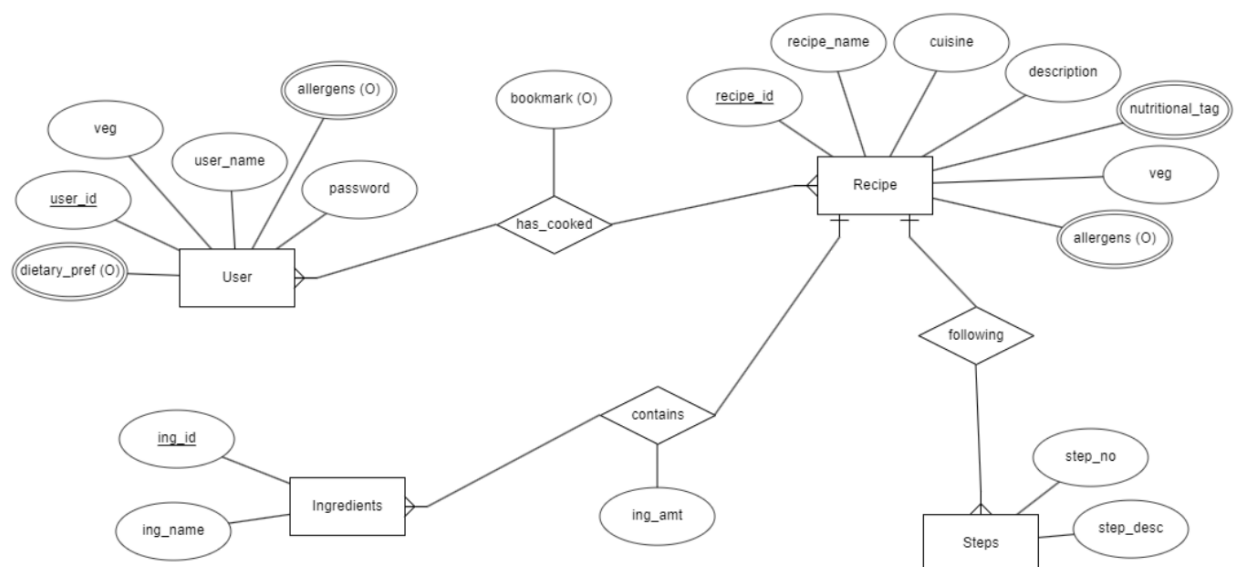 recipe_name
cuisine
allergens (O)
bookmark (O)
recipe_id
description
nutritional_tag
veg
user_name
password
Recipe
veg
user_id
has_cooked
allergens (O)
dietary_pref (O)
User
following
contains
ing_id
step_no
Ingredients
ing_amt
ing_name
Steps
step_desc